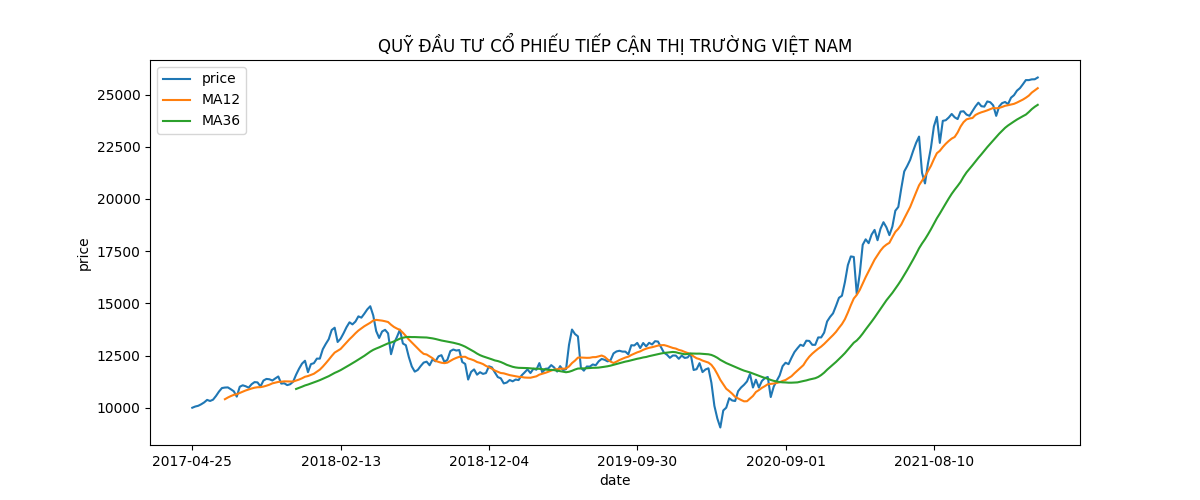 QUỸ ĐẦU TƯ CỔ PHIẾU TIẾP CẬN THỊ TRƯỜNG VIỆT NAM
price
MA12
MA36
25000
22500
20000
17500
15000
12500
10000
price
2017-04-25
2018-02-13
2018-12-04
2019-09-30
2020-09-01
2021-08-10
date